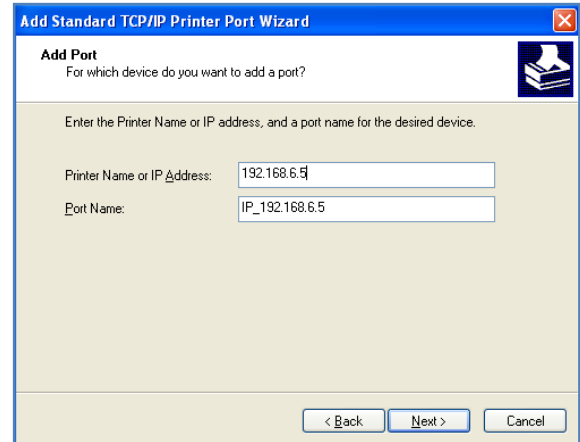 Add Standard TCP/IP Printer Port Wizard
Add Port
For which device do you want to add a port?
Enter the Printer Name or IP address, and a port name for the desired device.
Printer Name or IP Address: 192.168.6.5
Port Name: IP_192.168.6.5
< Back Next > Cancel